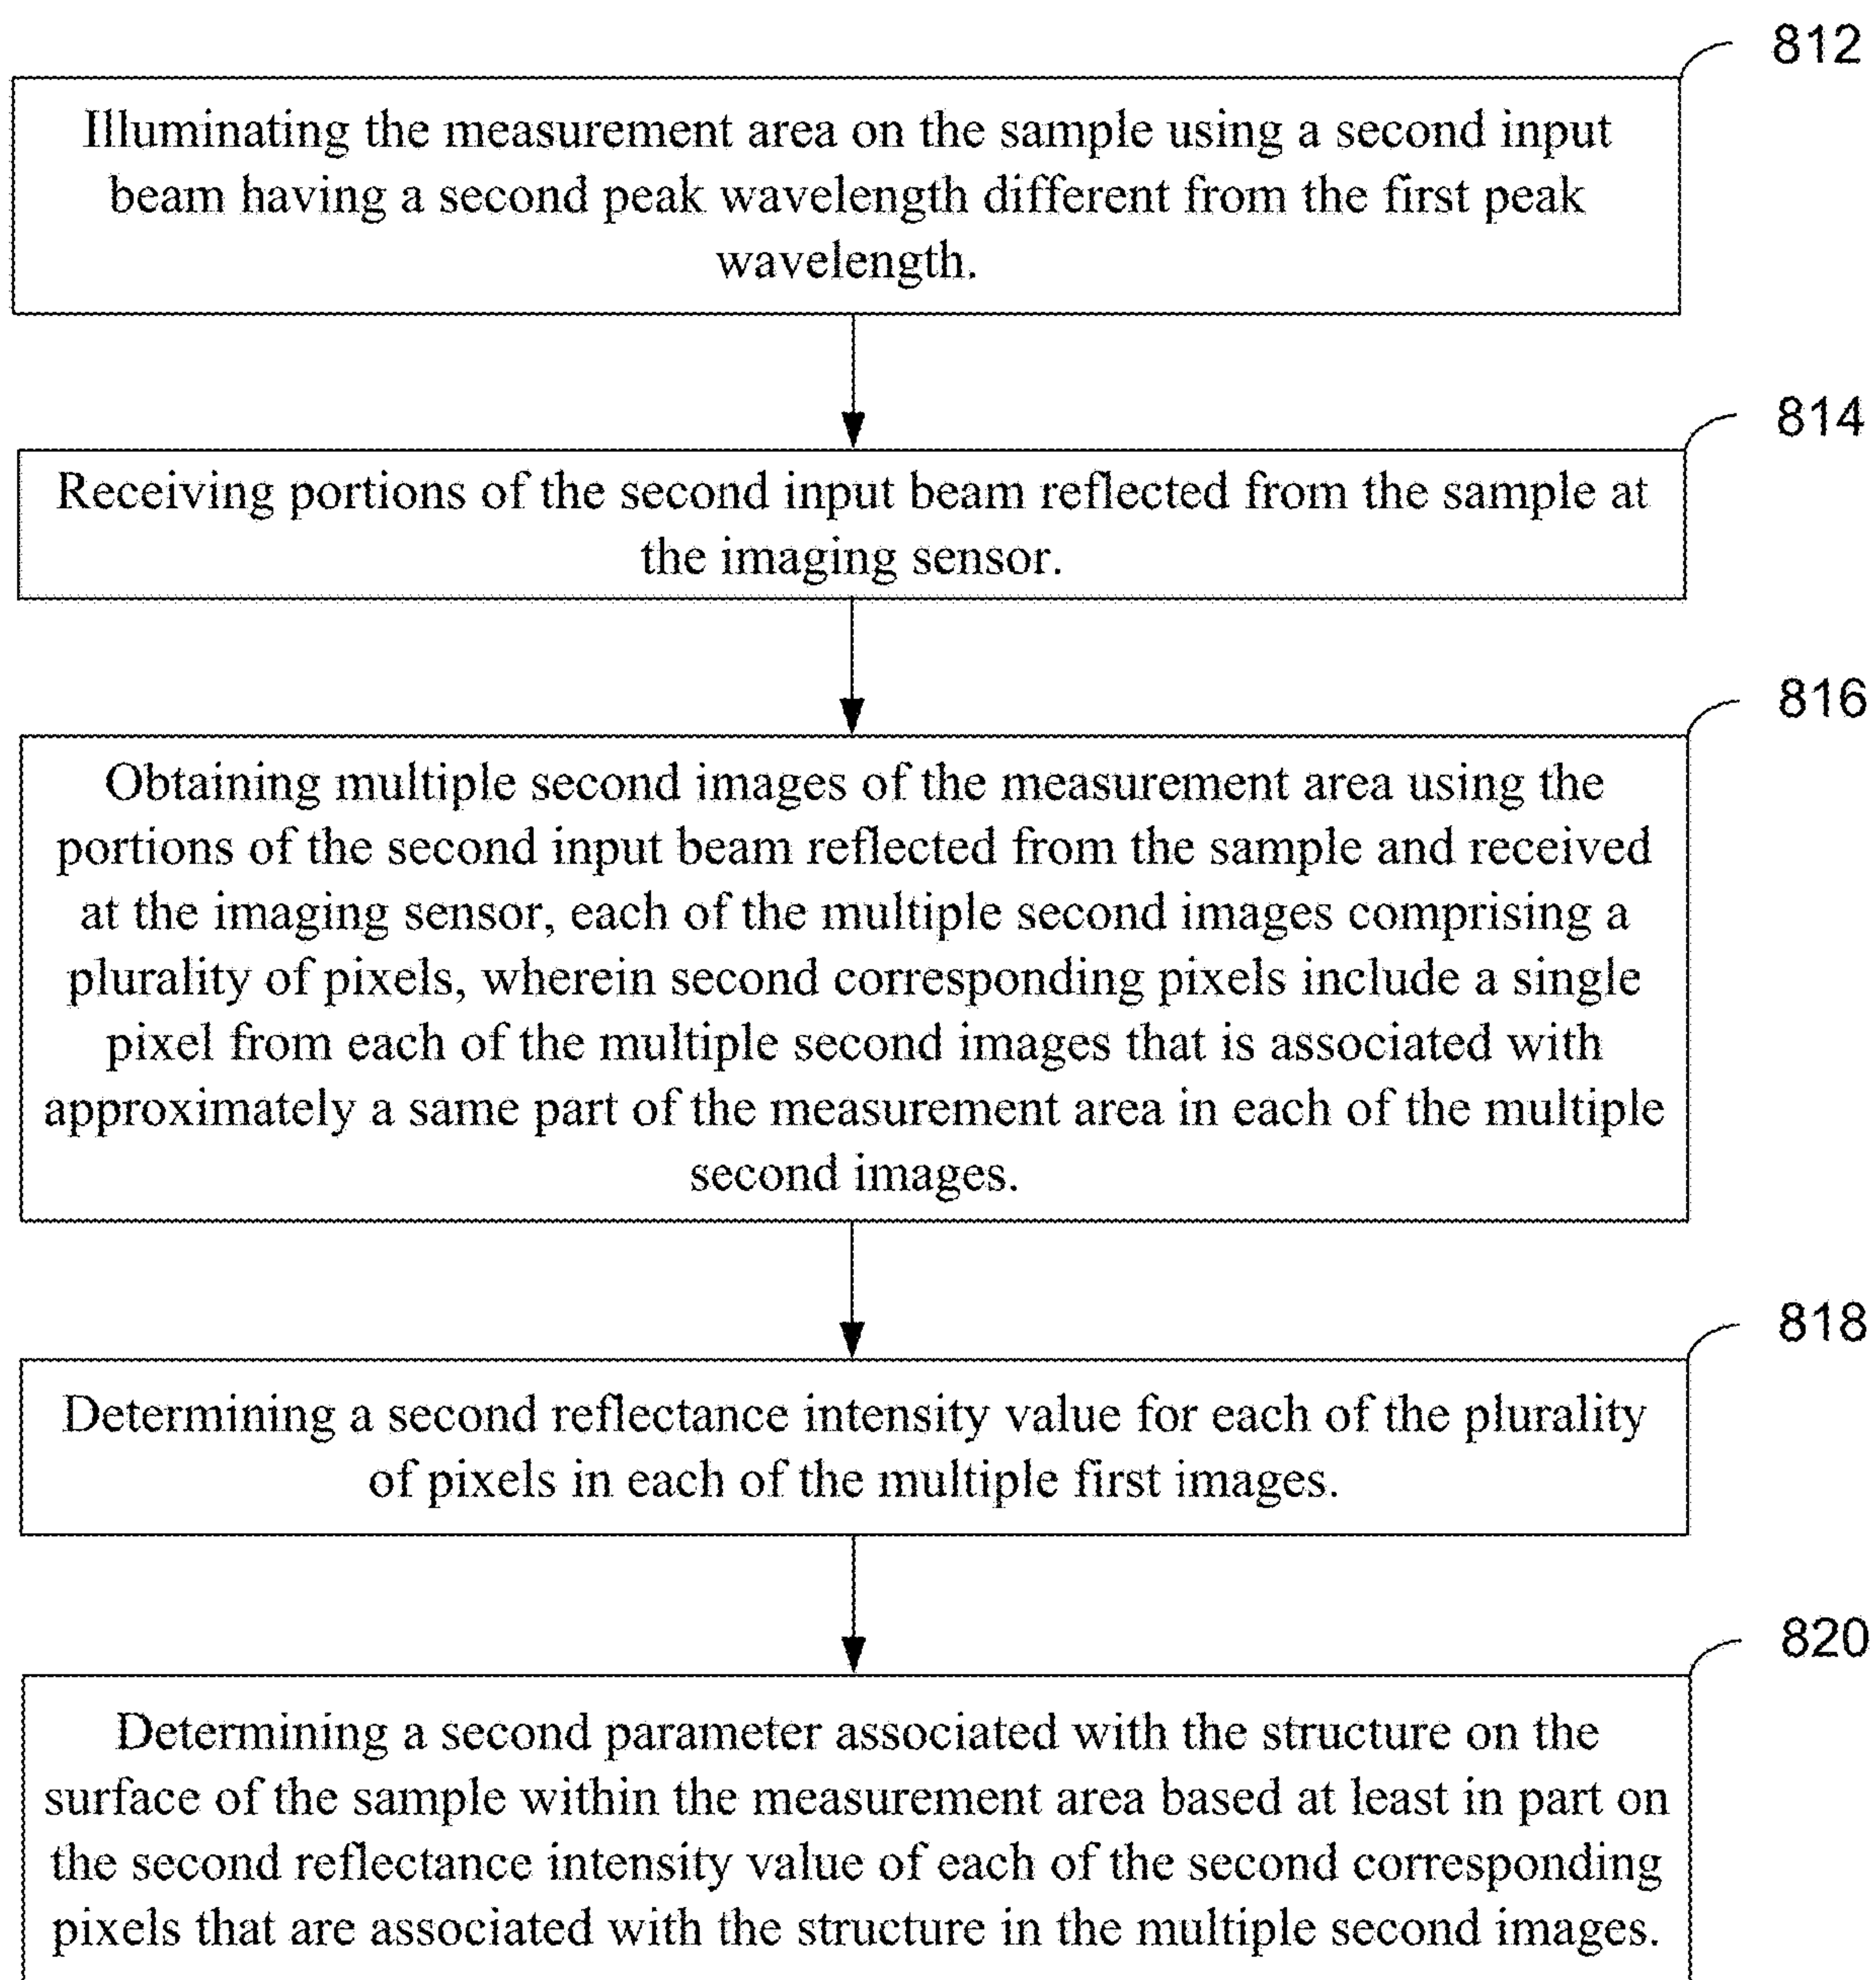 812
Illuminating the measurement area on the sample using a second input
beam having a second peak wavelength different from the first peak
wavelength.
814
Receiving portions of the second input beam reflected from the sample at
the imaging sensor.
816
Obtaining multiple second images of the measurement area using the
portions of the second input beam reflected from the sample and received
at the imaging sensor, each of the multiple second images comprising a
plurality of pixels, wherein second corresponding pixels include a single
pixel from each of the multiple second images that is associated with
approximately a same part of the measurement area in each of the multiple
second images.
818
Determining a second reflectance intensity value for each of the plurality
of pixels in each of the multiple first images.
820
Determining a second parameter associated with the structure on the
surface of the sample within the measurement area based at least in part on
the second reflectance intensity value of each of the second corresponding
pixels that are associated with the structure in the multiple second images.